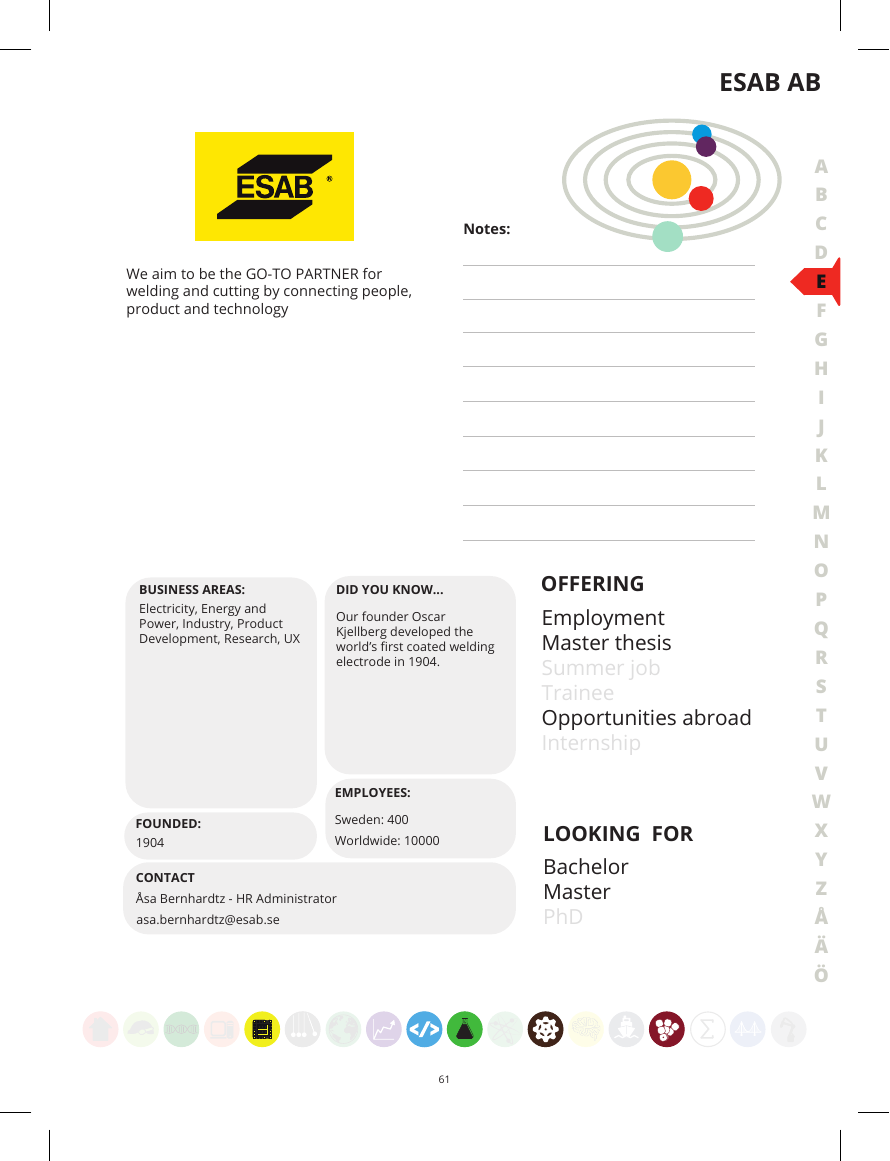 ESAB AB
ESAB
®
We aim to be the GO-TO PARTNER for
welding and cutting by connecting people,
product and technology
Notes:
A
B
C
D
E
F
G
H
I
J
K
L
M
N
O
P
Q
R
S
T
U
V
W
X
Y
Z
Å
Ä
Ö
BUSINESS AREAS:
Electricity, Energy and
Power, Industry, Product
Development, Research, UX
DID YOU KNOW...
Our founder Oscar
Kjellberg developed the
world’s first coated welding
electrode in 1904.
EMPLOYEES:
Sweden: 400
Worldwide: 10000
FOUNDED:
1904
CONTACT
Åsa Bernhardtz - HR Administrator
asa.bernhardtz@esab.se
OFFERING
Employment
Master thesis
Summer job
Trainee
Opportunities abroad
Internship
LOOKING FOR
Bachelor
Master
PhD
</>
Σ
61